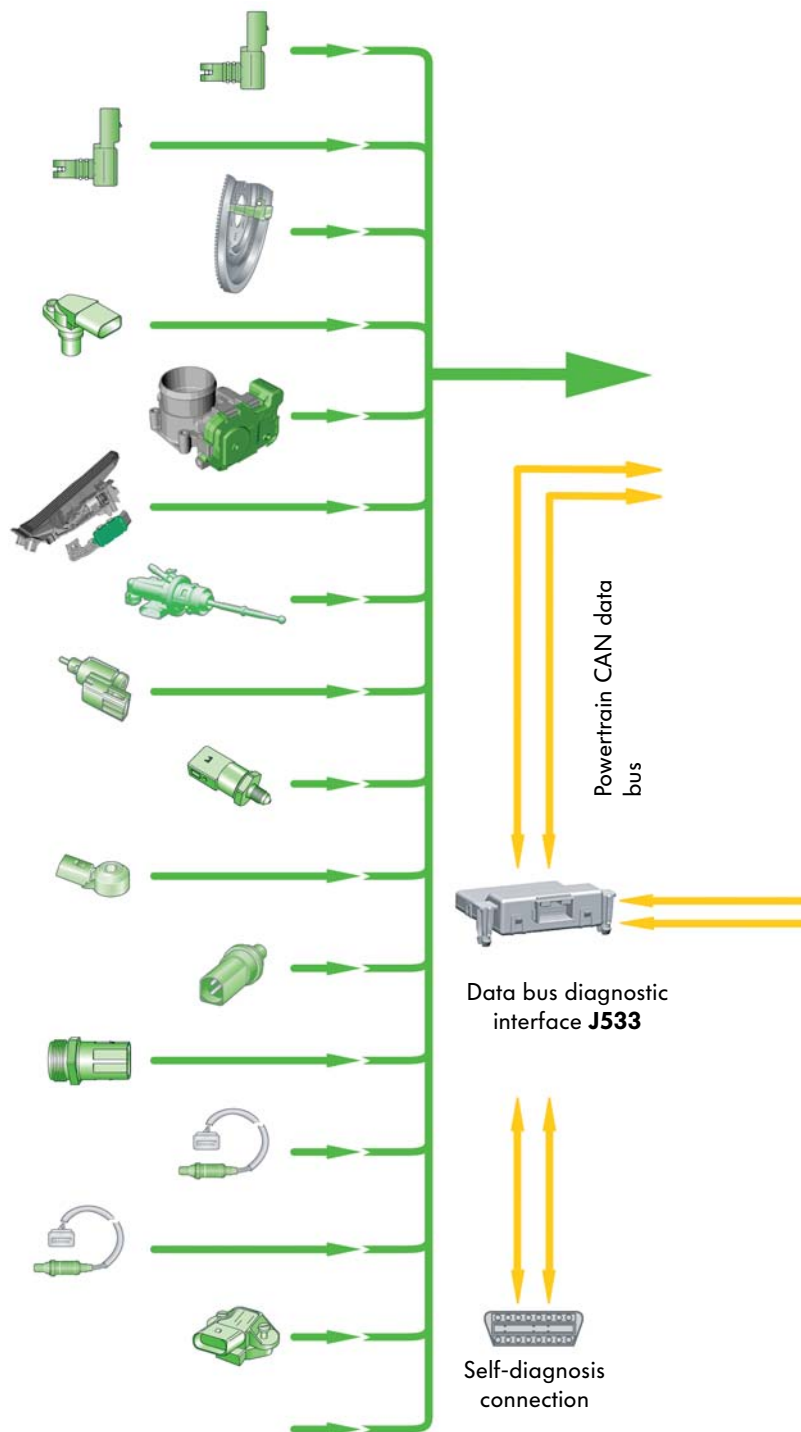 Powertrain CAN data
bus
Data bus diagnostic
interface J533
Self-diagnosis
connection